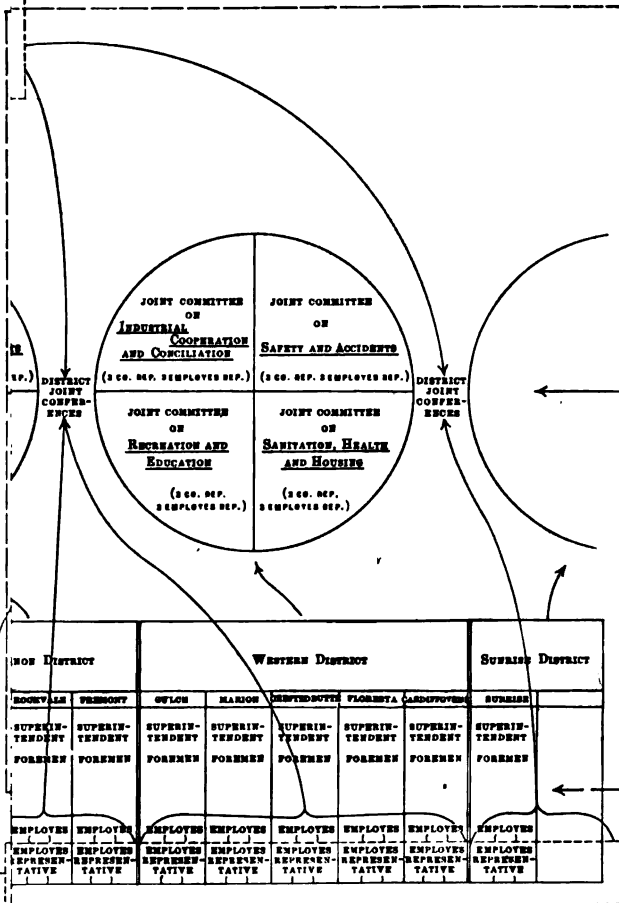 JOINT COMMITTEE
ON
INDUSTRIAL
COOPERATION
AND CONCILIATION
(3 CO. REP. 3 EMPLOYES REP.)
JOINT COMMITTEE
ON
SAFETY AND ACCIDENTS
(3 CO. REP. 3 EMPLOYES REP.)
JOINT COMMITTEE
ON
RECREATION AND
EDUCATION
(3 CO. REP.
3 EMPLOYES REP.)
JOINT COMMITTEE
ON
SANITATION, HEALTH
AND HOUSING
(3 CO. REP.
3 EMPLOYES REP.)
EP.)
DISTRICT
JOINT
CONFER-
ENCES
DISTRICT
JOINT
CONFER-
ENCES
NON DISTRICT
WESTERN DISTRICT
SUNRISE DISTRICT
ROCKVALE FREMONT GULCH MARION CRESTEDBUTTE FLORESTA SUNRISE
SUPERIN-
TENDENT
FOREMEN
EMPLOYES
EMPLOYES
REPRESEN-
TATIVE
SUPERIN-
TENDENT
FOREMEN
EMPLOYES
EMPLOYES
REPRESEN-
TATIVE
SUPERIN-
TENDENT
FOREMEN
EMPLOYES
EMPLOYES
REPRESEN-
TATIVE
SUPERIN-
TENDENT
FOREMEN
EMPLOYES
EMPLOYES
REPRESEN-
TATIVE
SUPERIN-
TENDENT
FOREMEN
EMPLOYES
EMPLOYES
REPRESEN-
TATIVE
SUPERIN-
TENDENT
FOREMEN
EMPLOYES
EMPLOYES
REPRESEN-
TATIVE
SUPERIN-
TENDENT
FOREMEN
EMPLOYES
EMPLOYES
REPRESEN-
TATIVE
SUPERIN-
TENDENT
FOREMEN
EMPLOYES
EMPLOYES
REPRESEN-
TATIVE